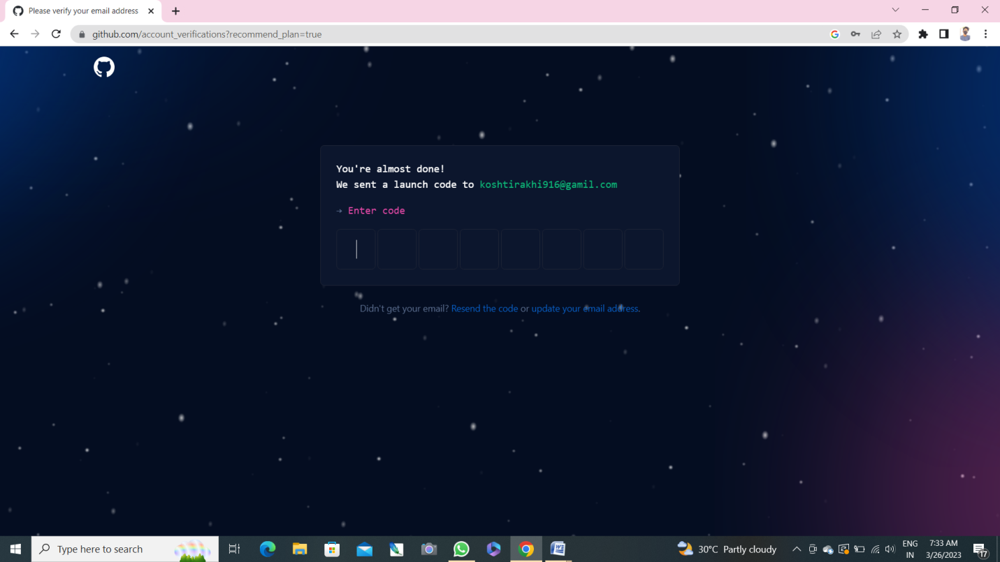 Please verify your email address
github.com/account_verifications?recommend_plan=true
You're almost done!
We sent a launch code to koshtirakhi916@gamil.com
→ Enter code
Didn't get your email? Resend the code or update your email address.
Type here to search
30°C Partly cloudy
ENG
IN
7:33 AM
3/26/2023
17